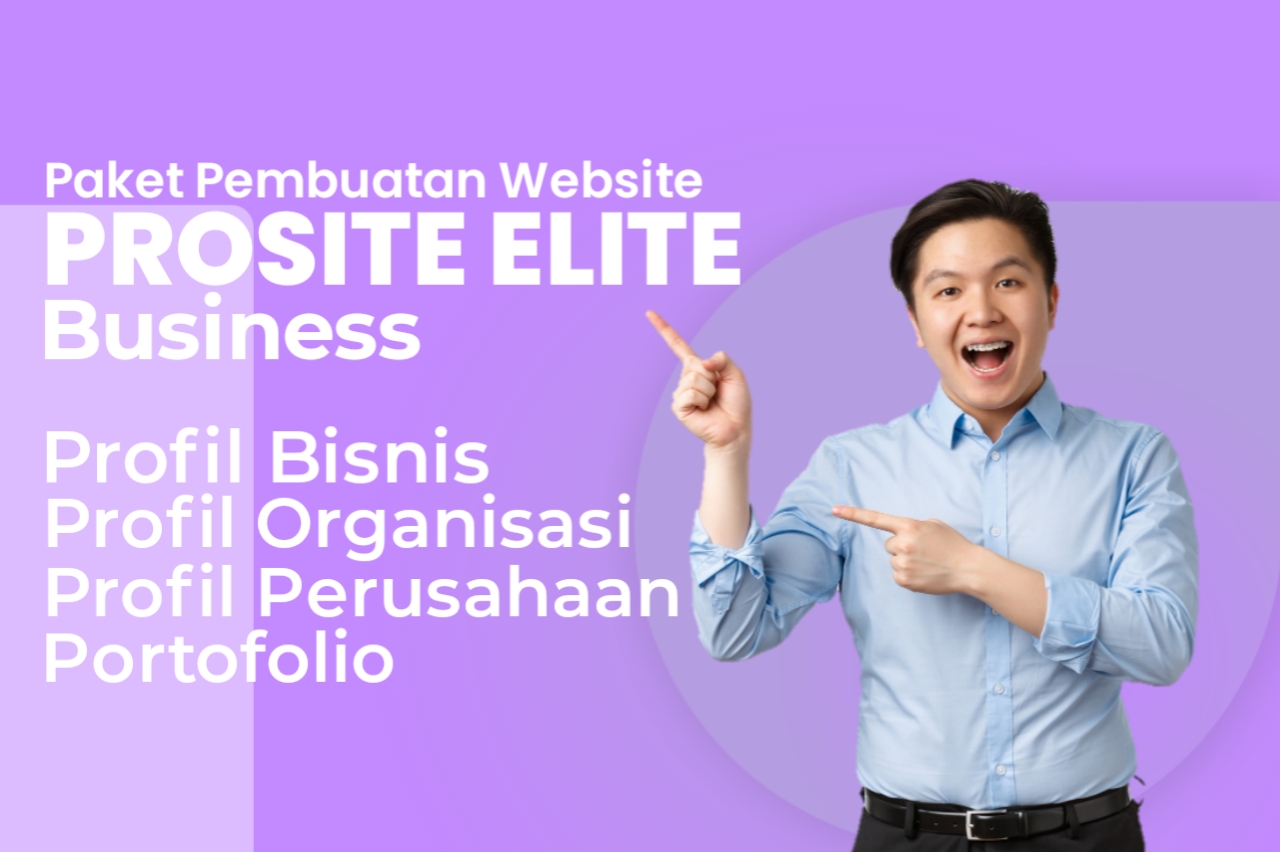 Paket Pembuatan Website
PROSITE ELITE
Business
Profil Bisnis
Profil Organisasi
Profil Perusahaan
Portofolio